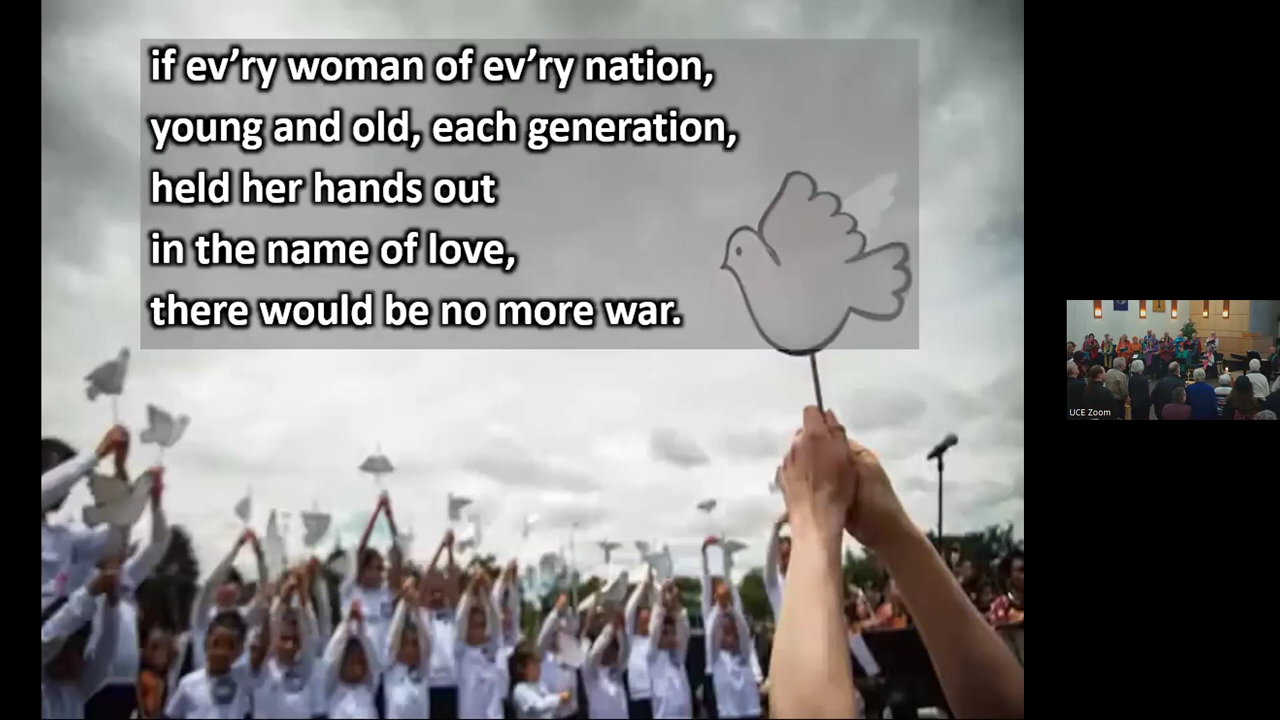 if ev’ry woman of ev’ry nation,
young and old, each generation,
held her hands out
in the name of love,
there would be no more war.
UCE Zoom